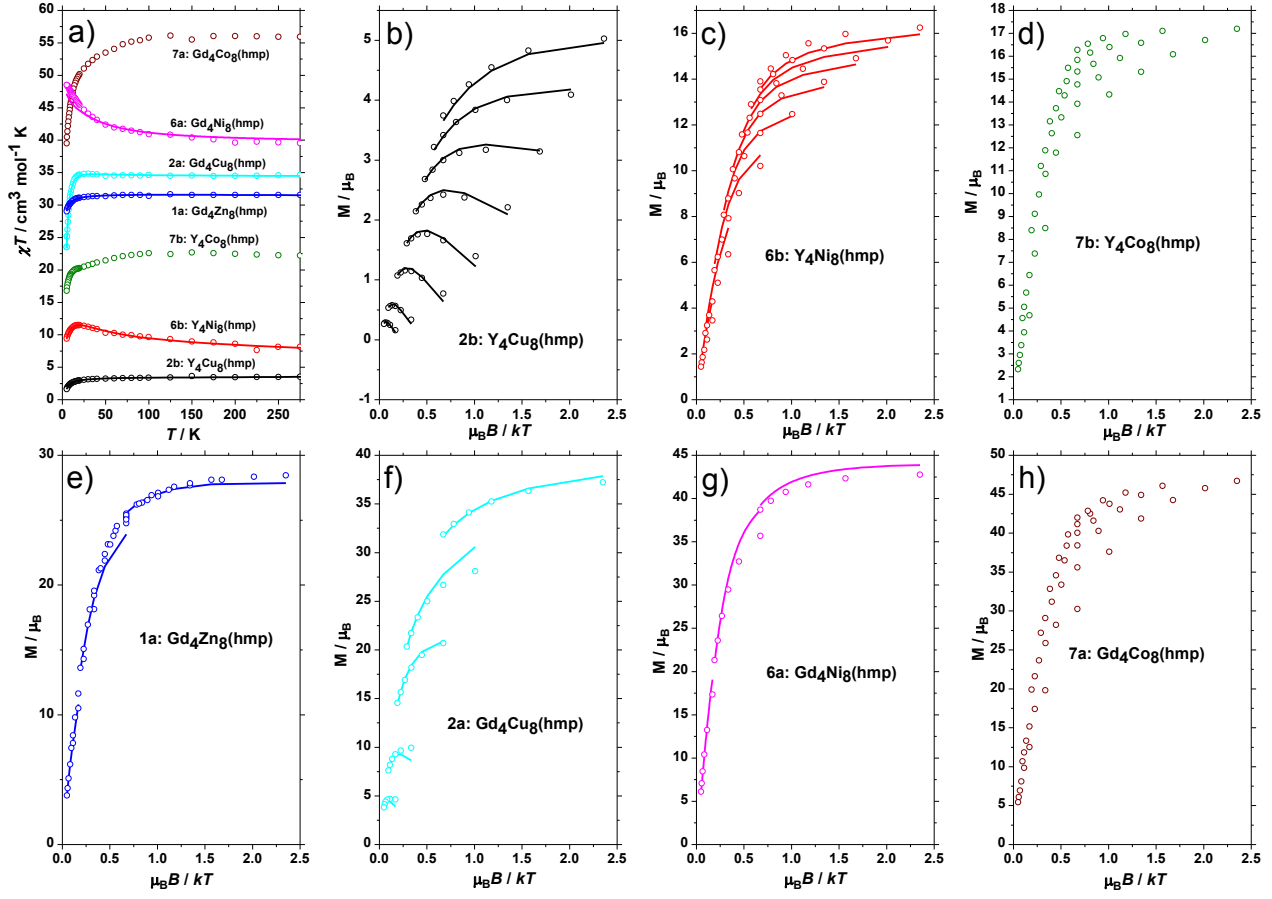 a)
χT / cm³ mol⁻¹ K
60
55
50
45
40
35
30
25
20
15
10
5
0
7a: Gd₄Co₈(hmp)
6a: Gd₄Ni₈(hmp)
2a: Gd₄Cu₈(hmp)
1a: Gd₄Zn₈(hmp)
7b: Y₄Co₈(hmp)
6b: Y₄Ni₈(hmp)
2b: Y₄Cu₈(hmp)
0 25 50 75 100 125 150 175 200 225 250 275
T / K
b)
M / μB
5
4
3
2
1
0
-1
2b: Y₄Cu₈(hmp)
0.0 0.5 1.0 1.5 2.0 2.5
μBB / kT
c)
M / μB
17
16
14
12
10
8
6
4
2
0
6b: Y₄Ni₈(hmp)
0.0 0.5 1.0 1.5 2.0 2.5
μBB / kT
d)
M / μB
18
17
16
15
14
13
12
11
10
9
8
7
6
5
4
3
2
1
7b: Y₄Co₈(hmp)
0.0 0.5 1.0 1.5 2.0 2.5
μBB / kT
e)
M / μB
30
20
10
0
1a: Gd₄Zn₈(hmp)
0.0 0.5 1.0 1.5 2.0 2.5
μBB / kT
f)
M / μB
40
35
30
25
20
15
10
5
0
2a: Gd₄Cu₈(hmp)
0.0 0.5 1.0 1.5 2.0 2.5
μBB / kT
g)
M / μB
45
40
35
30
25
20
15
10
5
0
6a: Gd₄Ni₈(hmp)
0.0 0.5 1.0 1.5 2.0 2.5
μBB / kT
h)
M / μB
50
45
40
35
30
25
20
15
10
5
0
7a: Gd₄Co₈(hmp)
0.0 0.5 1.0 1.5 2.0 2.5
μBB / kT